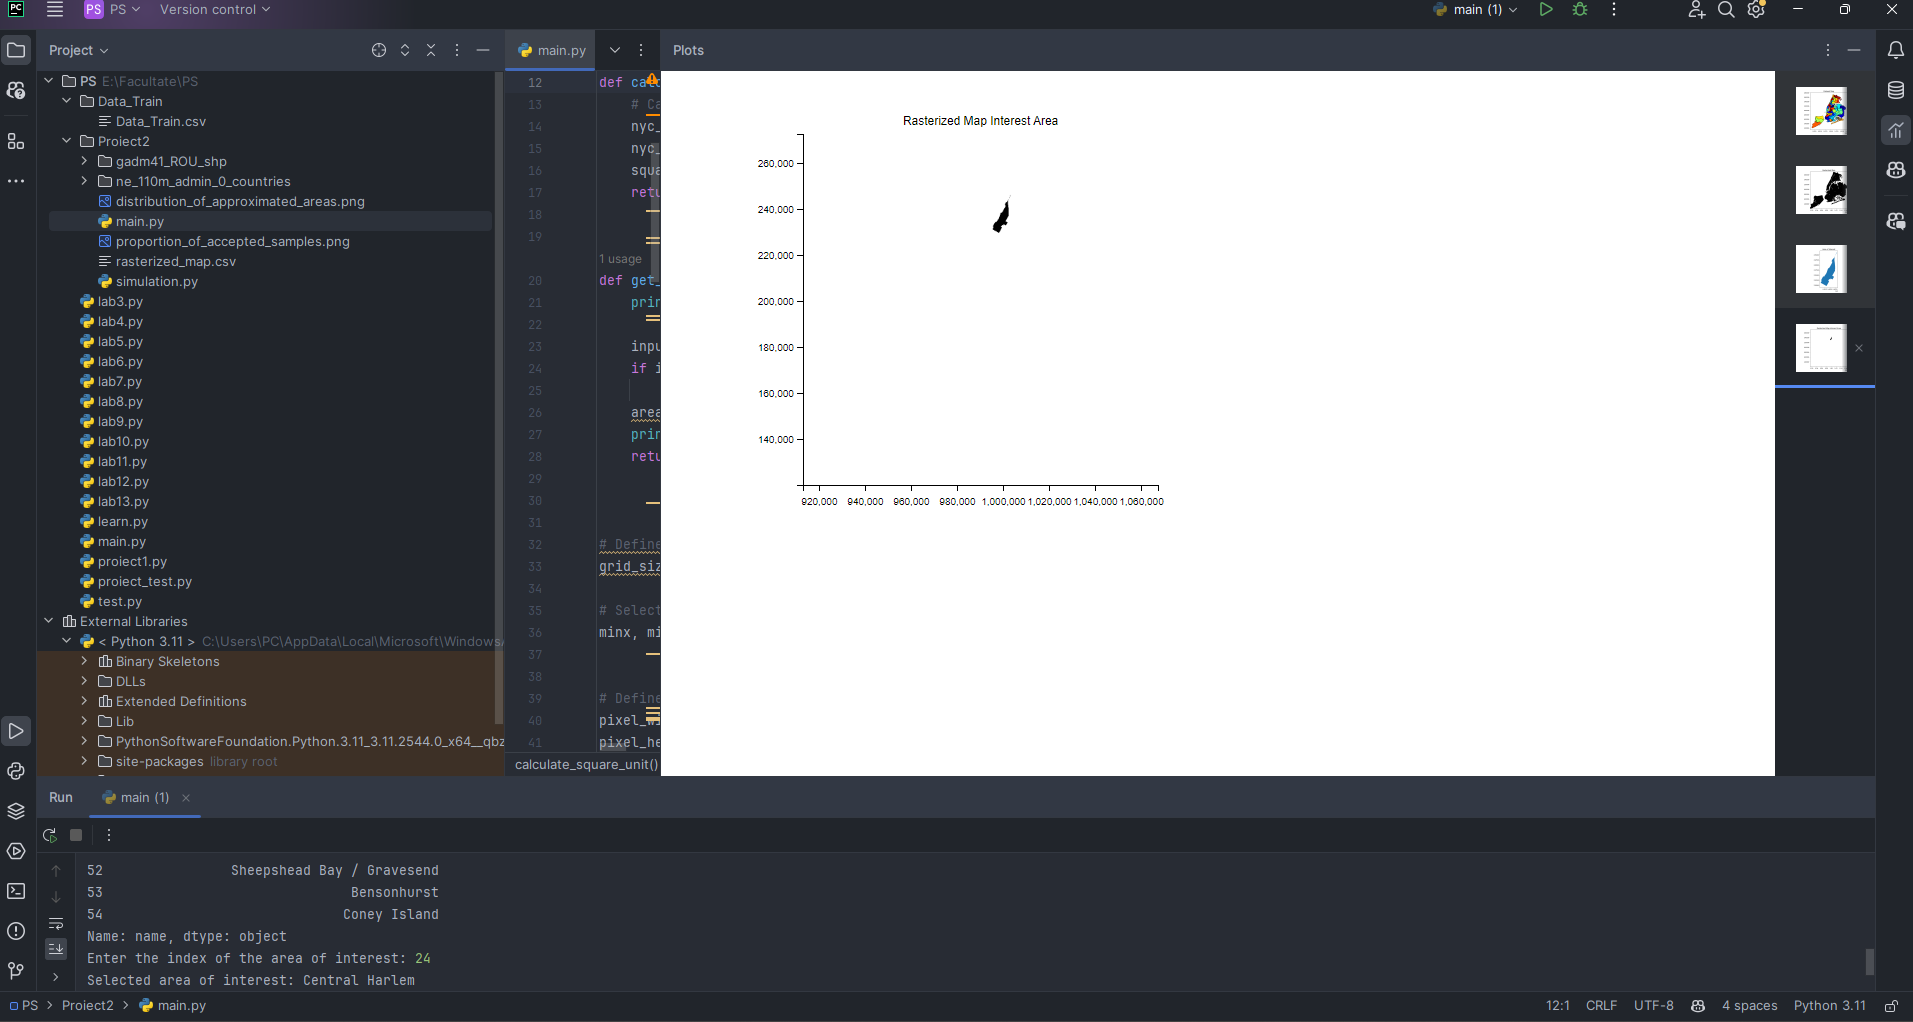 PC
PS PS Version control main (1)
Project
main.py
Plots
PS E:\Facultate\PS
Data_Train
Data_Train.csv
Proiect2
gadm41_ROU_shp
ne_110m_admin_0_countries
distribution_of_approximated_areas.png
main.py
proportion_of_accepted_samples.png
rasterized_map.csv
simulation.py
lab3.py
lab4.py
lab5.py
lab6.py
lab7.py
lab8.py
lab9.py
lab10.py
lab11.py
lab12.py
lab13.py
learn.py
main.py
proiect1.py
proiect_test.py
test.py
External Libraries
< Python 3.11 > C:\Users\PC\AppData\Local\Microsoft\Windows
Binary Skeletons
DLLs
Extended Definitions
Lib
PythonSoftwareFoundation.Python.3.11_3.11.2544.0_x64__qbz
site-packages library root
12 def calc
13 # Ca
14 nyc_
15 nyc_
16 squa
17 retu
18
19
1 usage
20 def get_
21 prin
22
23 inpu
24 if i
25
26 area
27 prin
28 retu
29
30
31
32 # Define
33 grid_siz
34
35 # Select
36 minx, mi
37
38
39 # Define
40 pixel_wi
41 pixel_he
calculate_square_unit()
Rasterized Map Interest Area
260,000
240,000
220,000
200,000
180,000
160,000
140,000
920,000 940,000 960,000 980,000 1,000,000 1,020,000 1,040,000 1,060,000
Run main (1)
52 Sheepshead Bay / Gravesend
53 Bensonhurst
54 Coney Island
Name: name, dtype: object
Enter the index of the area of interest: 24
Selected area of interest: Central Harlem
PS > Proiect2 > main.py
12:1 CRLF UTF-8 4 spaces Python 3.11